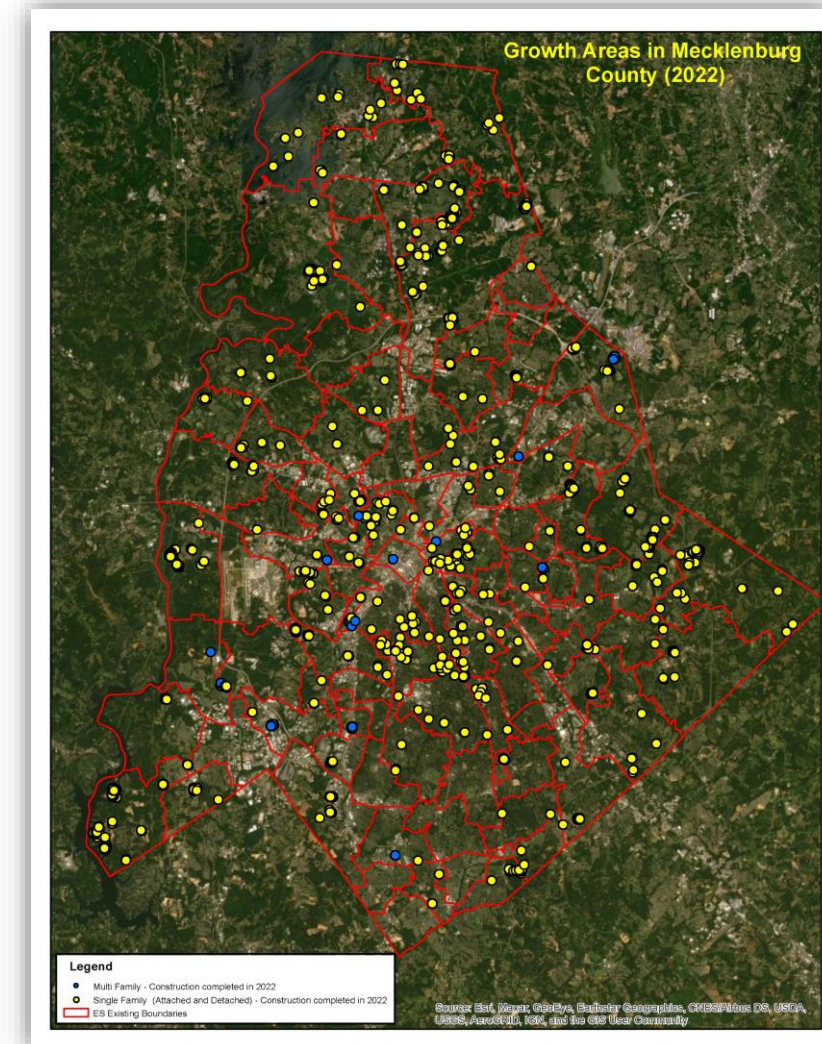 Growth Areas in Mecklenburg
County (2022)
Legend
Multi Family - Construction completed in 2022
Single Family (Attached and Detached) - Construction completed in 2022
ES Existing Boundaries
Source: Esri, Maxar, GeoEye, Earthstar Geographics, CNES/Airbus DS, USDA,
USGS, AeroGRID, IGN, and the GIS User Community